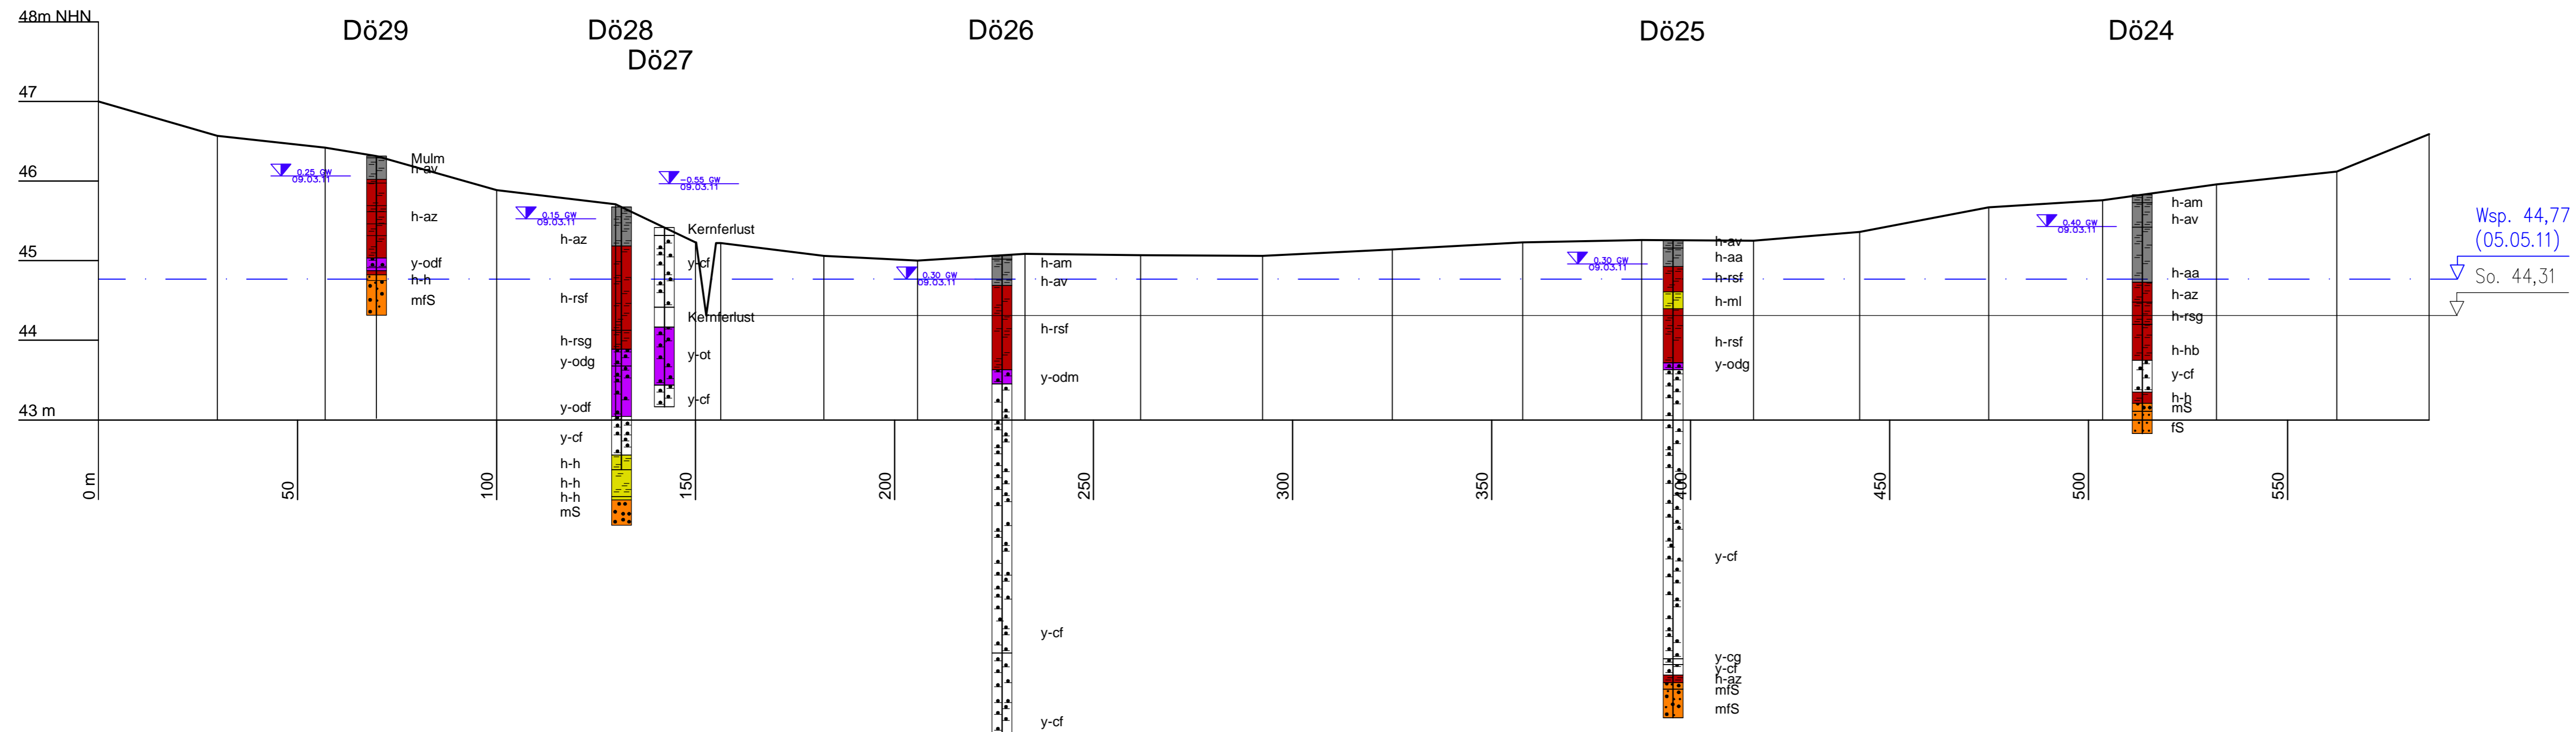 48m NHN
Dö29
Dö28
Dö26
Dö25
Dö24
Dö27
47
46
45
44
43 m
0.25 GW
09.03.11
Mulm
h-av
h-az
y-odf
h-h
mfS
0.15 GW
09.03.11
h-az
h-rsf
h-rsg
y-odg
y-odf
y-cf
h-h
h-h
h-h
mS
-0.55 GW
09.03.11
Kernferlust
y-cf
Kernferlust
y-ot
y-cf
0.30 GW
09.03.11
h-am
h-av
h-rsf
y-odm
y-cf
y-cf
0.30 GW
09.03.11
h-av
h-aa
h-rsf
h-ml
h-rsf
y-odg
y-cf
y-cg
y-cf
h-az
mfS
mfS
0.40 GW
09.03.11
h-am
h-av
h-aa
h-az
h-rsg
h-hb
y-cf
h-h
mS
fS
Wsp. 44,77
(05.05.11)
So. 44,31
0 m
50
100
150
200
250
300
350
400
450
500
550